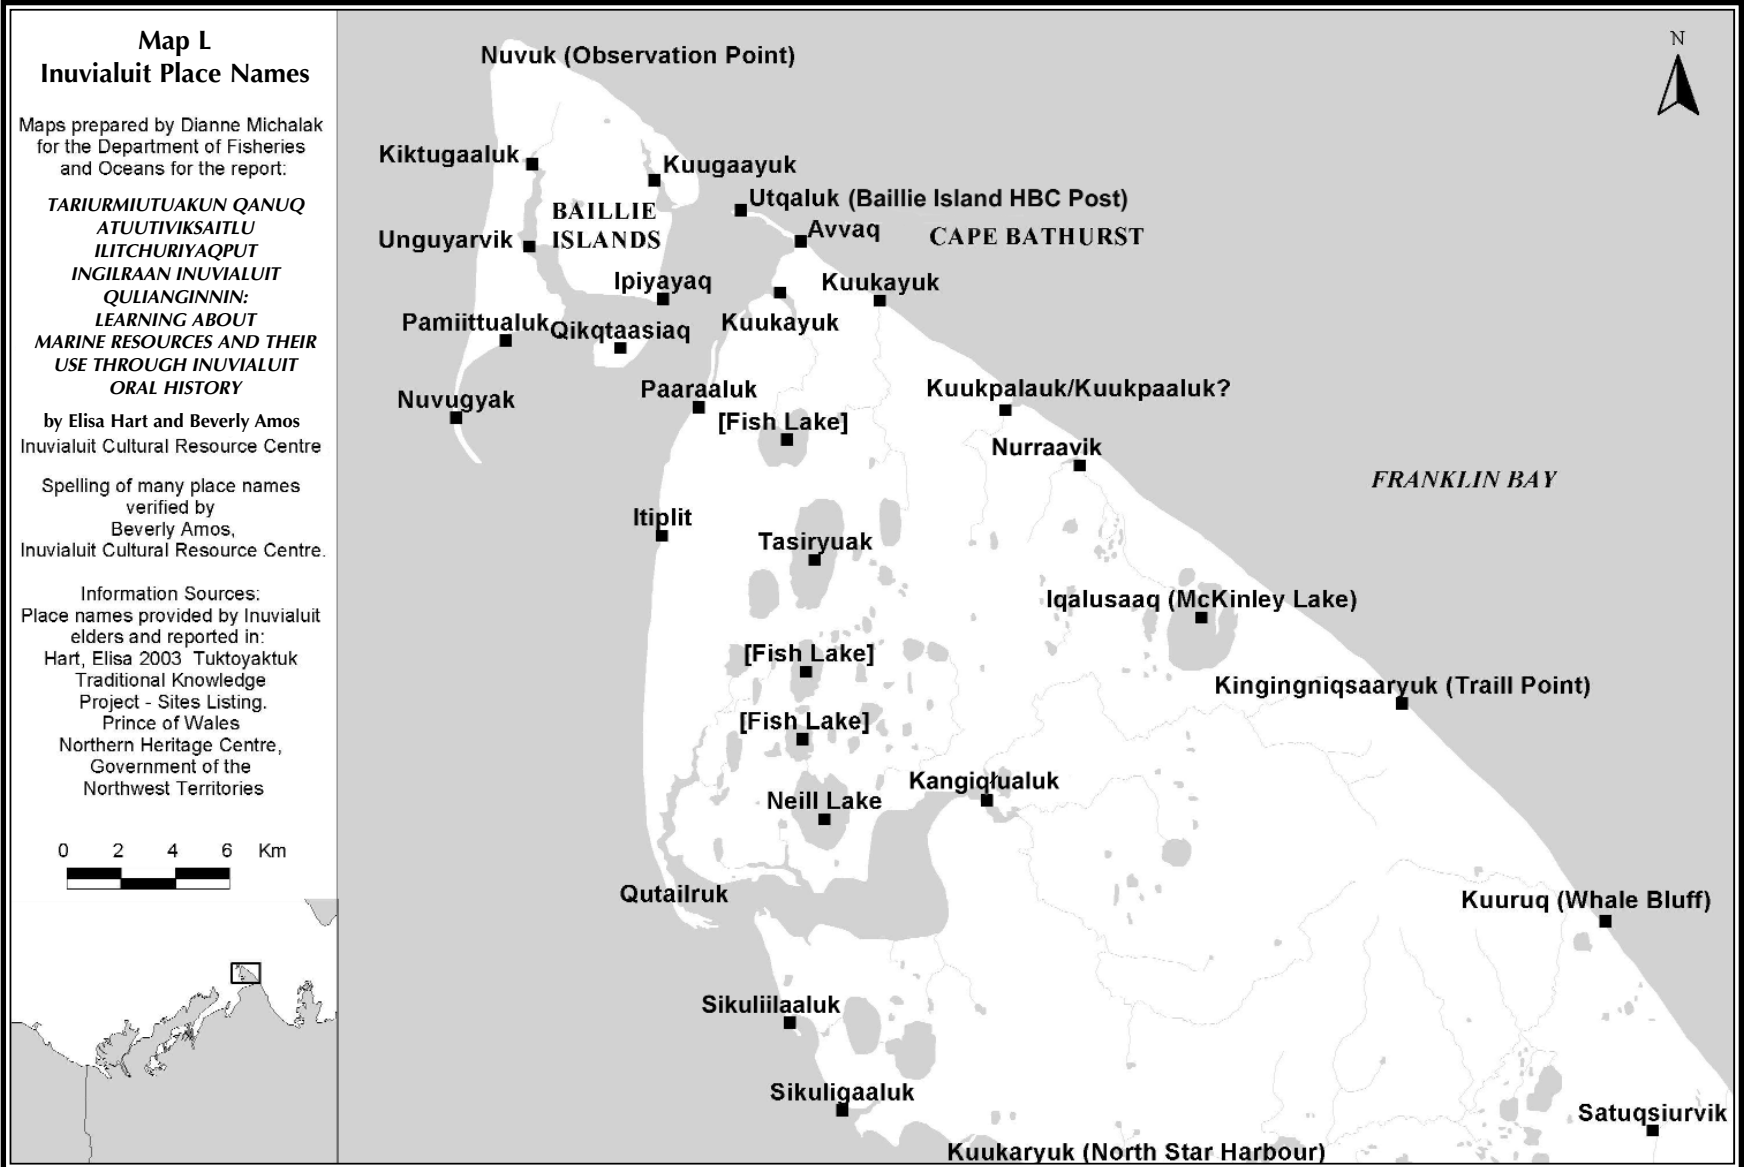 Map L
Inuvialuit Place Names
Maps prepared by Dianne Michalak
for the Department of Fisheries
and Oceans for the report:
TARIURMIUTUAKUN QANUQ
ATUUTIVIKSAITLU
ILITCHURIYAQPUT
INGILRAAN INUVIALUIT
QULIANGINNIN:
LEARNING ABOUT
MARINE RESOURCES AND THEIR
USE THROUGH INUVIALUIT
ORAL HISTORY
by Elisa Hart and Beverly Amos
Inuvialuit Cultural Resource Centre
Spelling of many place names
verified by
Beverly Amos,
Inuvialuit Cultural Resource Centre.
Information Sources:
Place names provided by Inuvialuit
elders and reported in:
Hart, Elisa 2003 Tuktoyaktuk
Traditional Knowledge
Project - Sites Listing.
Prince of Wales
Northern Heritage Centre,
Government of the
Northwest Territories
0 2 4 6 Km
N
Nuvuk (Observation Point)
Kiktugaaluk
Kuugaayuk
Utqaluk (Baillie Island HBC Post)
BAILLIE
ISLANDS
Avvaq
CAPE BATHURST
Unguyarvik
Ipiyayaq
Kuukayuk
Pamiittualuk
Qikqtaasiaq
Kuukayuk
Nuvugyak
Paaraaluk
Kuukpalauk/Kuukpaaluk?
[Fish Lake]
Nurraavik
FRANKLIN BAY
Itiplit
Tasiryuak
Iqalusaaq (McKinley Lake)
[Fish Lake]
Kingingniqsaaryuk (Traill Point)
[Fish Lake]
Kangiqłualuk
Neill Lake
Qutailruk
Kuuruq (Whale Bluff)
Sikuliilaaluk
Sikuligaaluk
Satuqsiurvik
Kuukaryuk (North Star Harbour)